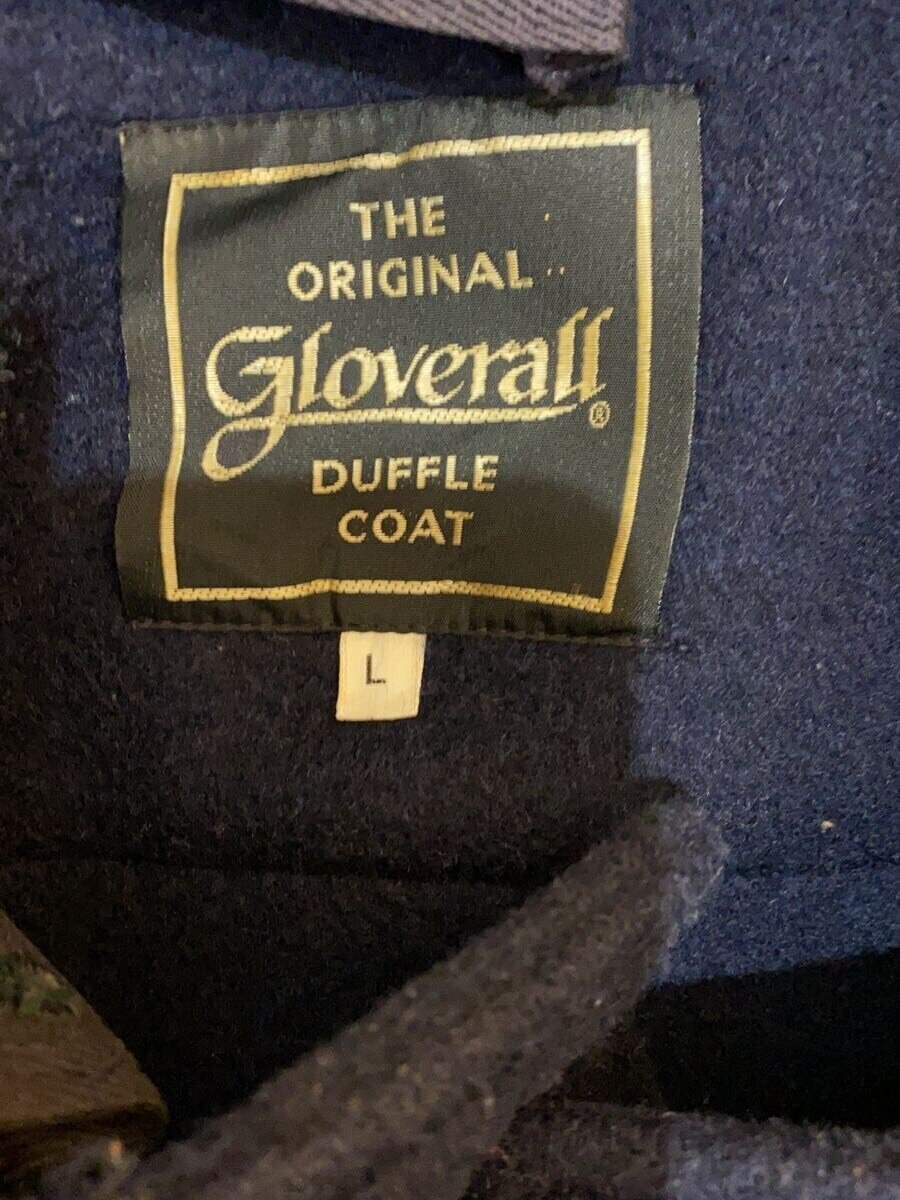 THE
ORIGINAL
Gloverall®
DUFFLE
COAT
L